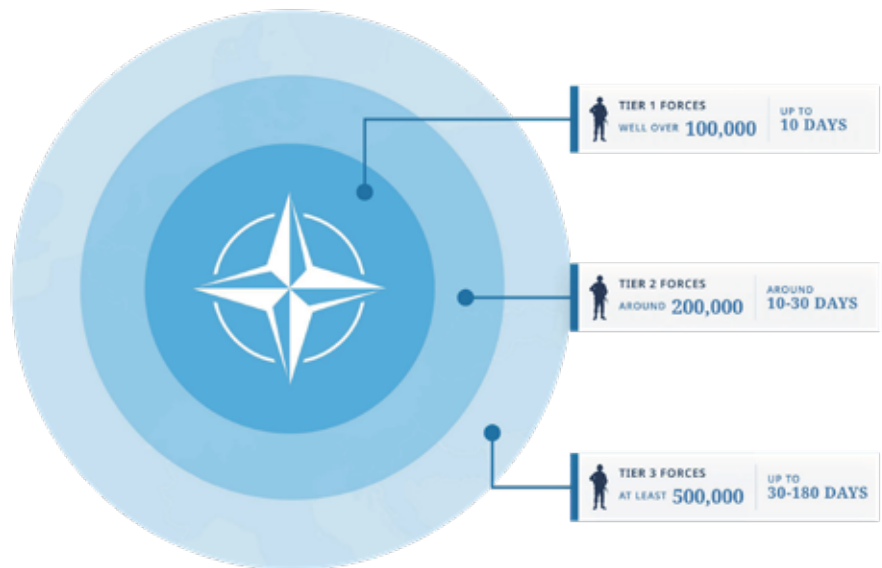 TIER 1 FORCES
WELL OVER 100,000
UP TO
10 DAYS
TIER 2 FORCES
AROUND 200,000
AROUND
10-30 DAYS
TIER 3 FORCES
AT LEAST 500,000
UP TO
30-180 DAYS